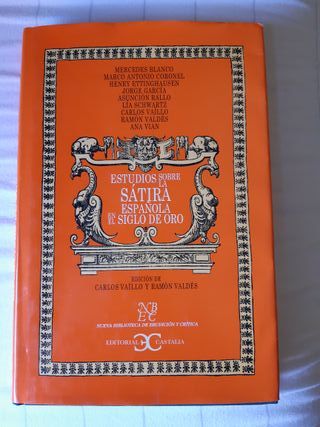 MERCEDES BLANCO
MARCO ANTONIO CORONEL
HENRY ETTINGHAUSEN
JORGE GARCÍA
ASUNCIÓN RALLO
LÍA SCHWARTZ
CARLOS VAÍLLO
RAMÓN VALDÉS
ANA VIAN
ESTUDIOS SOBRE
LA
SÁTIRA
ESPAÑOLA
EN EL
SIGLO DE ORO
EDICIÓN DE
CARLOS VAÍLLO Y RAMÓN VALDÉS
NB
EC
NUEVA BIBLIOTECA DE ERUDICIÓN Y CRÍTICA
EDITORIAL CASTALIA